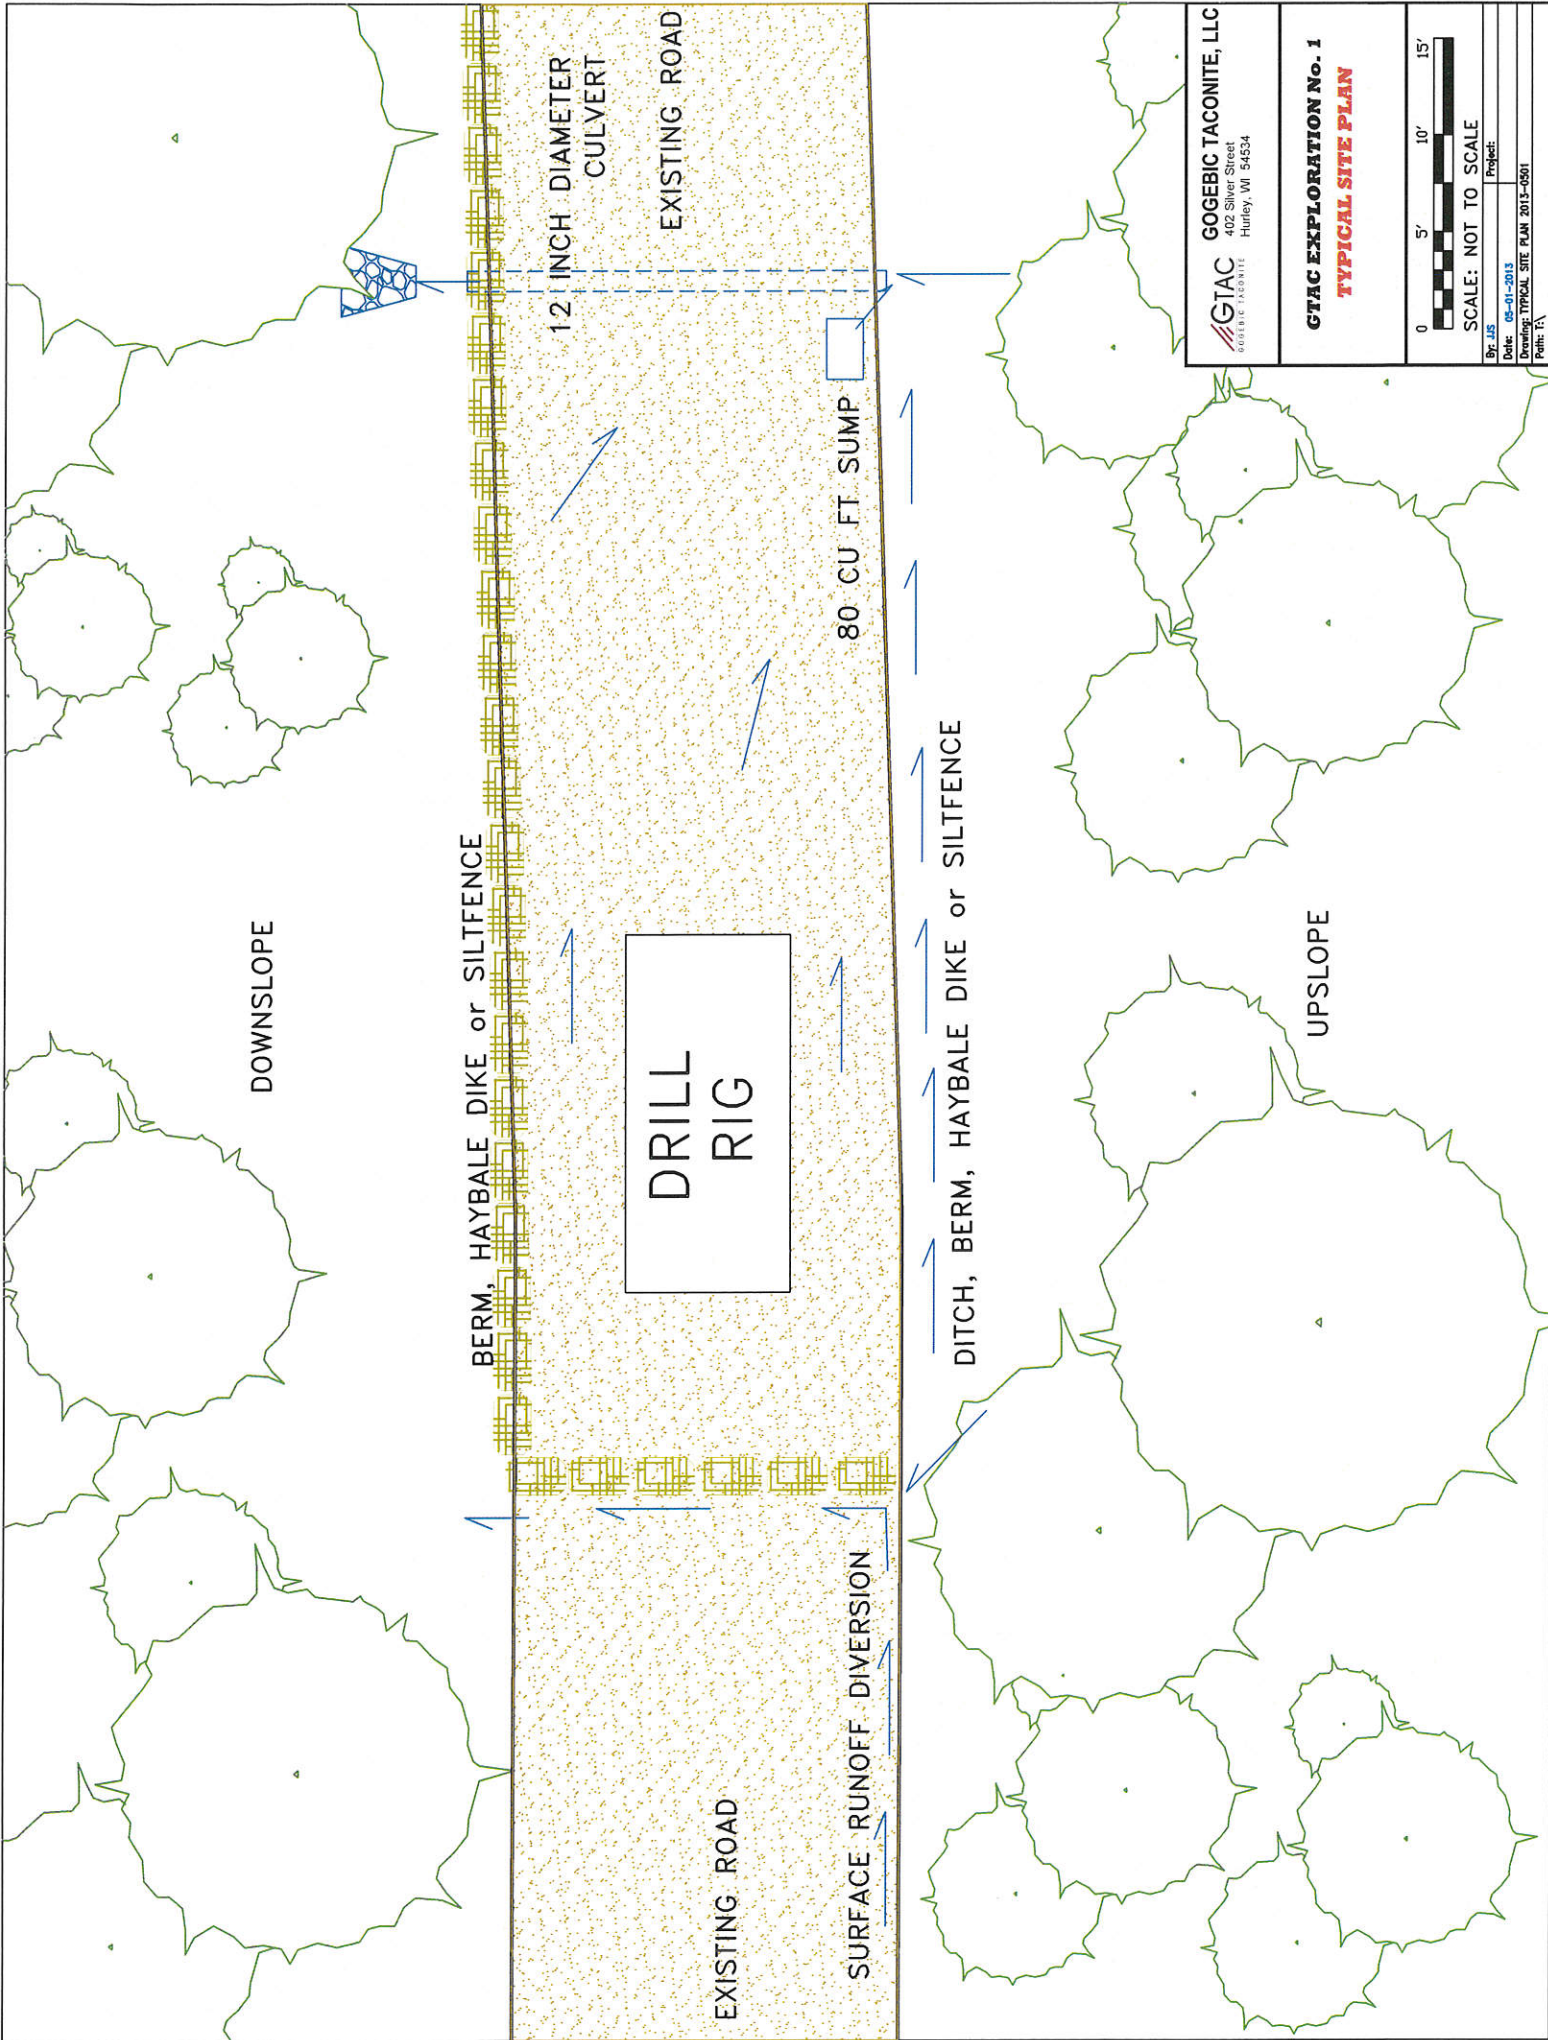 DOWNSLOPE
BERM, HAYBALE DIKE or SILTFENCE
12 INCH DIAMETER
CULVERT
EXISTING ROAD
DRILL
RIG
EXISTING ROAD
80 CU FT SUMP
SURFACE RUNOFF DIVERSION
DITCH, BERM, HAYBALE DIKE or SILTFENCE
UPSLOPE
GTAC
GOGEBIC TACONITE
GOGEBIC TACONITE, LLC
402 Silver Street
Hurley, WI 54534
GTAC EXPLORATION No. 1
TYPICAL SITE PLAN
0 5' 10' 15'
SCALE: NOT TO SCALE
By: JJS Project:
Date: 05-01-2013
Drawing: TYPICAL SITE PLAN 2013-0501
Path: T:\